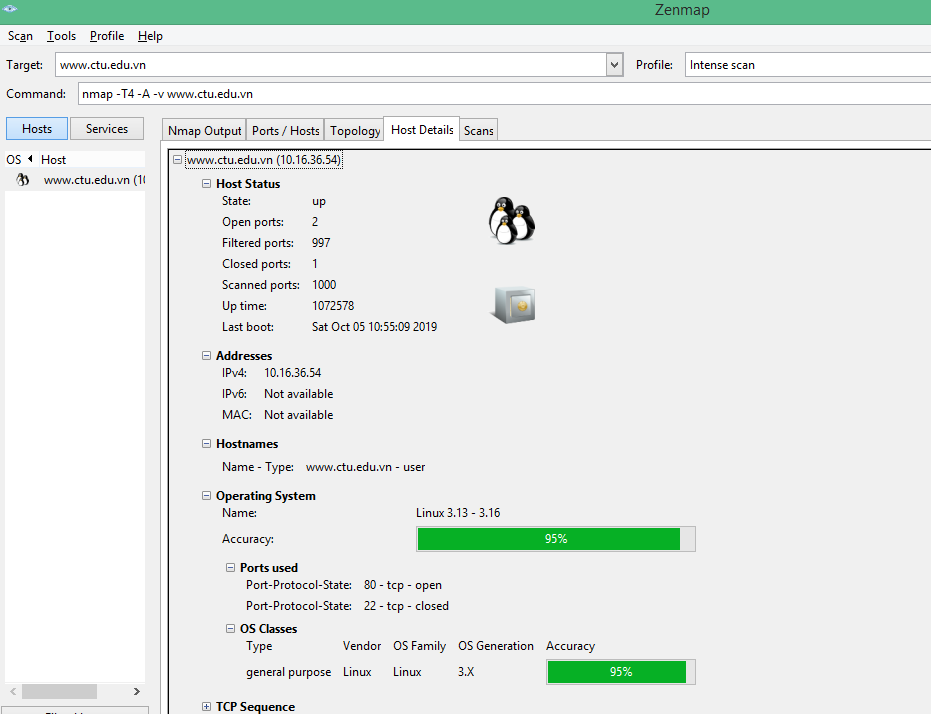 Zenmap
Scan Tools Profile Help
Target: www.ctu.edu.vn Profile: Intense scan
Command: nmap -T4 -A -v www.ctu.edu.vn
Hosts Services Nmap Output Ports / Hosts Topology Host Details Scans
OS Host
www.ctu.edu.vn (10
www.ctu.edu.vn (10.16.36.54)
Host Status
State: up
Open ports: 2
Filtered ports: 997
Closed ports: 1
Scanned ports: 1000
Up time: 1072578
Last boot: Sat Oct 05 10:55:09 2019
Addresses
IPv4: 10.16.36.54
IPv6: Not available
MAC: Not available
Hostnames
Name - Type: www.ctu.edu.vn - user
Operating System
Name: Linux 3.13 - 3.16
Accuracy: 95%
Ports used
Port-Protocol-State: 80 - tcp - open
Port-Protocol-State: 22 - tcp - closed
OS Classes
Type Vendor OS Family OS Generation Accuracy
general purpose Linux Linux 3.X 95%
TCP Sequence